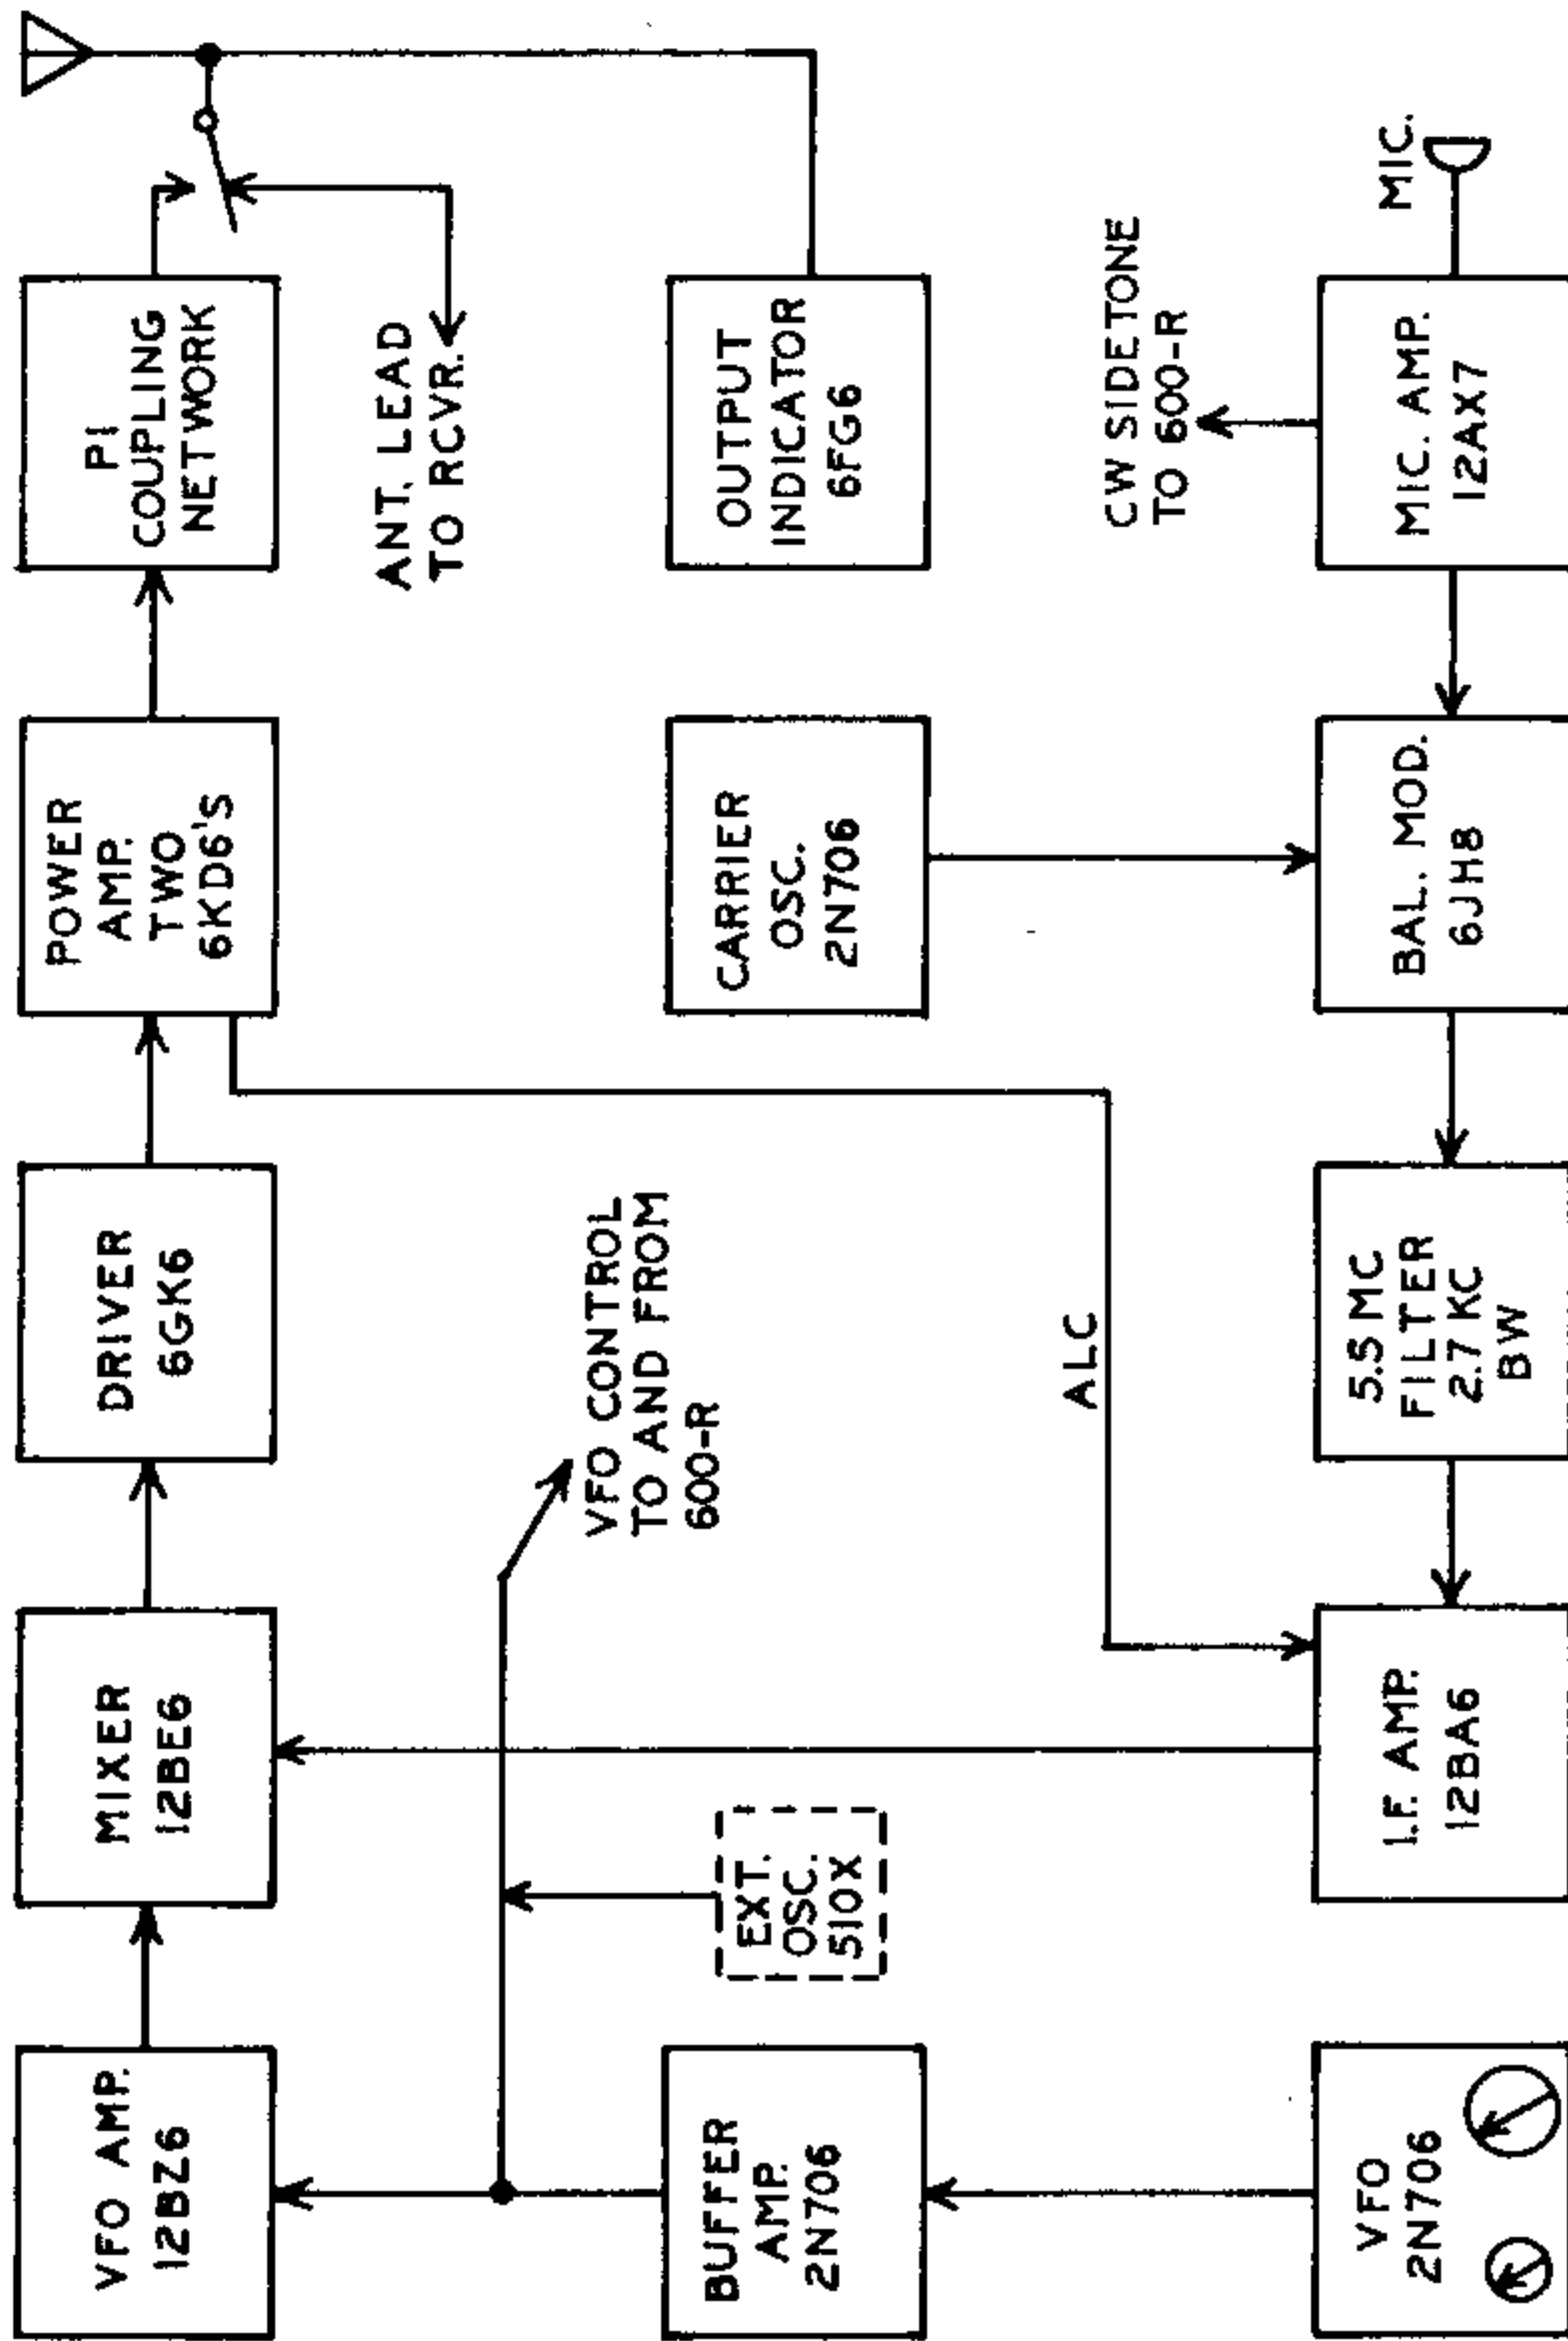 VFO AMP.
12BZ6
MIXER
12BE6
DRIVER
6GK6
POWER
AMP.
TWO
6KD6'S
PI
COUPLING
NETWORK
ANT. LEAD
TO RCVR.
VFO CONTROL
TO AND FROM
600-R
BUFFER
AMP.
2N706
EXT.
OSC.
510X
CARRIER
OSC.
2N706
OUTPUT
INDICATOR
6FG6
ALC
CW SIDETONE
TO 600-R
VFO
2N706
I.F. AMP.
12BA6
5.5 MC
FILTER
2.7 KC
BW
BAL. MOD.
6JH8
MIC. AMP.
12AX7
MIC.